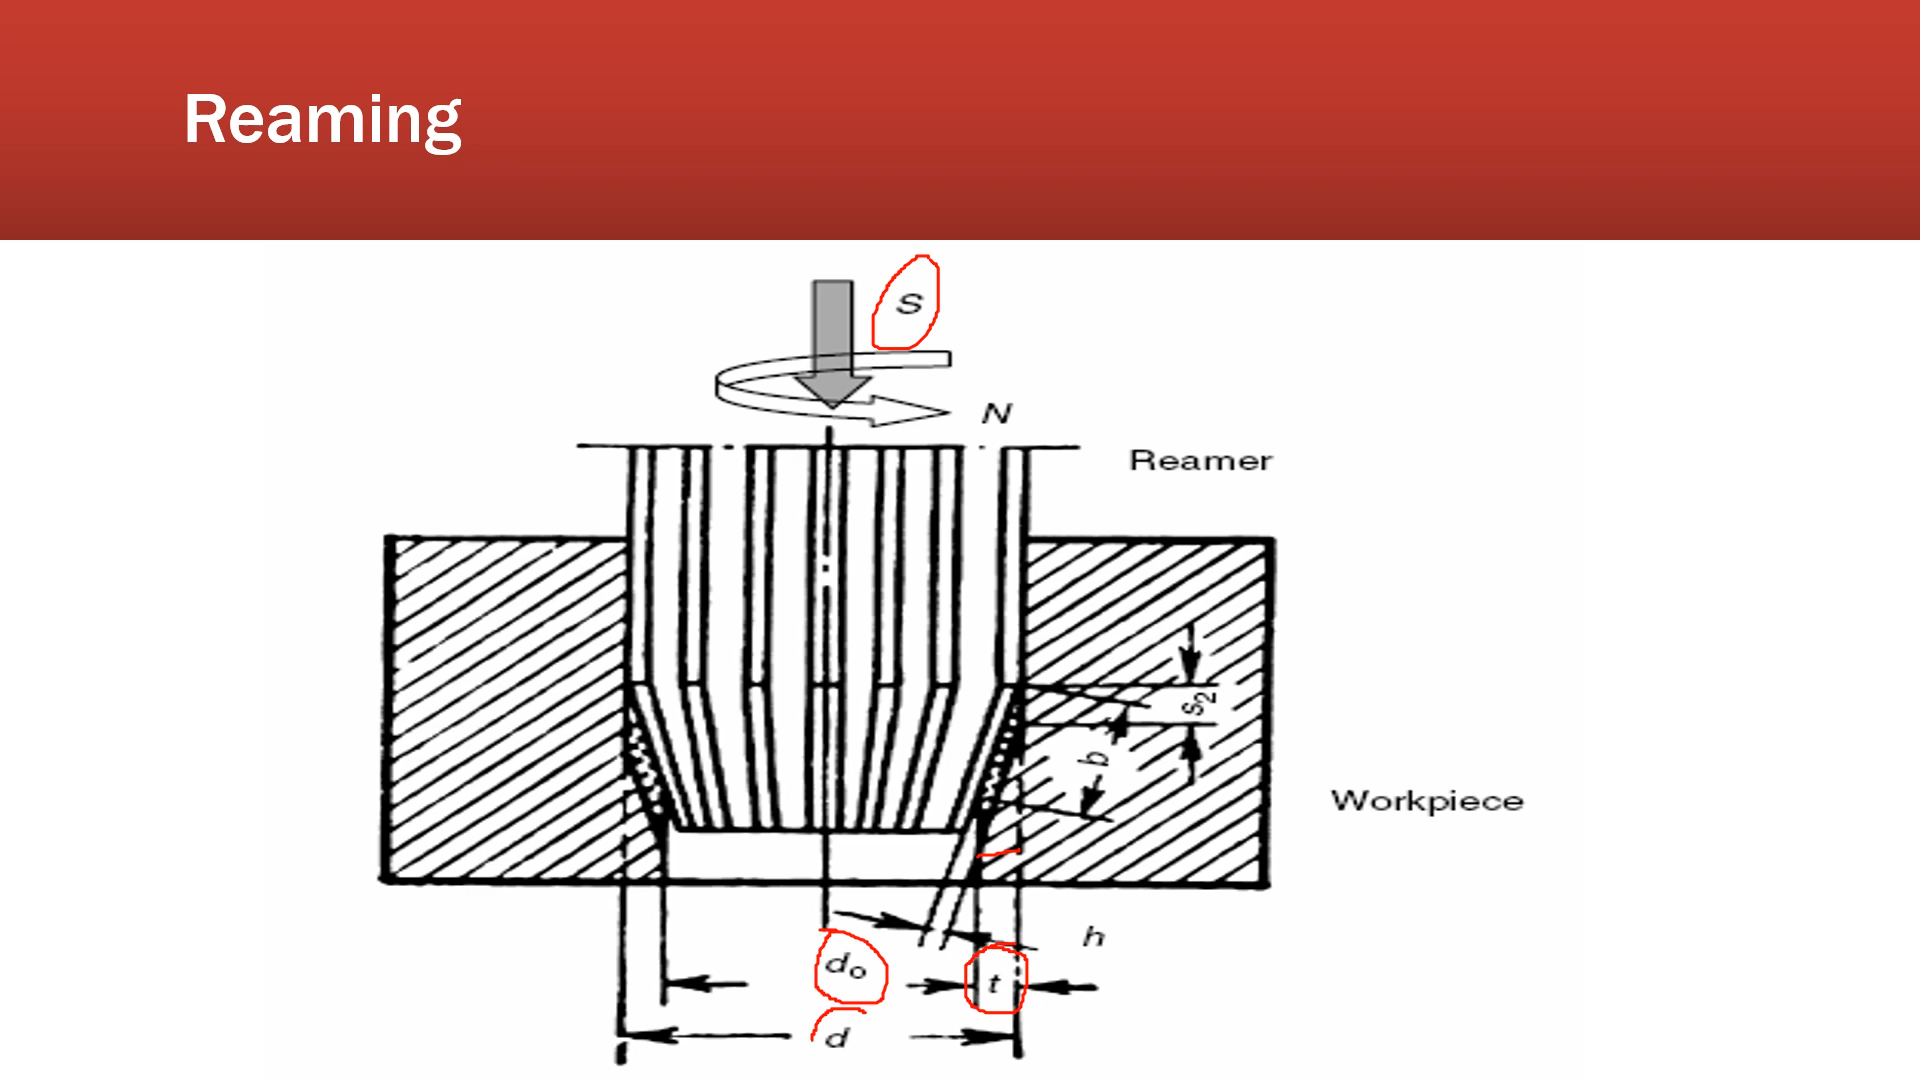 Reaming
S
N
Reamer
s₂
b
Workpiece
h
d₀
t
d